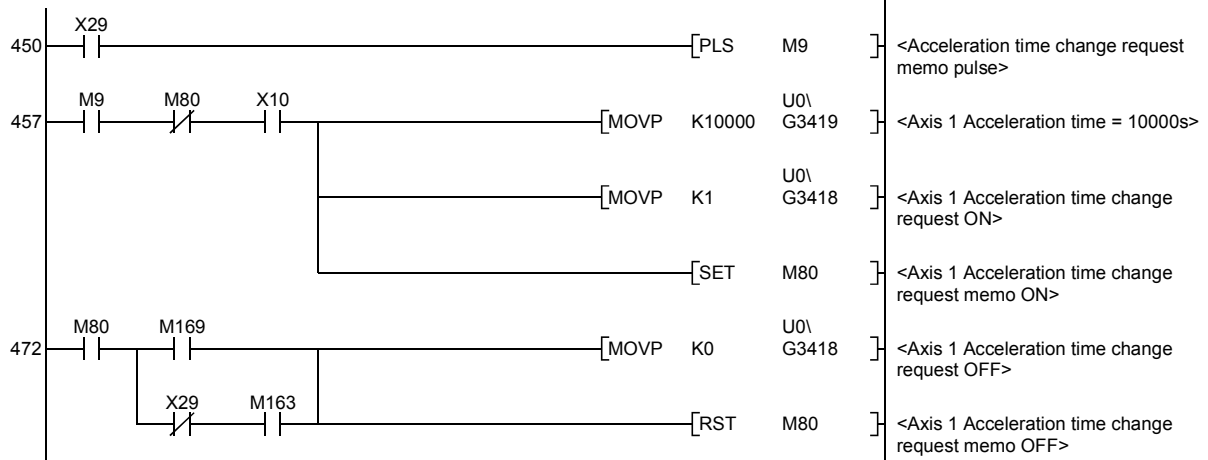 X29
450 PLS M9 <Acceleration time change request
memo pulse>
M9 M80 X10 U0\
457 MOVP K10000 G3419 <Axis 1 Acceleration time = 10000s>
U0\
MOVP K1 G3418 <Axis 1 Acceleration time change
request ON>
SET M80 <Axis 1 Acceleration time change
request memo ON>
M80 M169 U0\
472 MOVP K0 G3418 <Axis 1 Acceleration time change
request OFF>
X29 M163
RST M80 <Axis 1 Acceleration time change
request memo OFF>